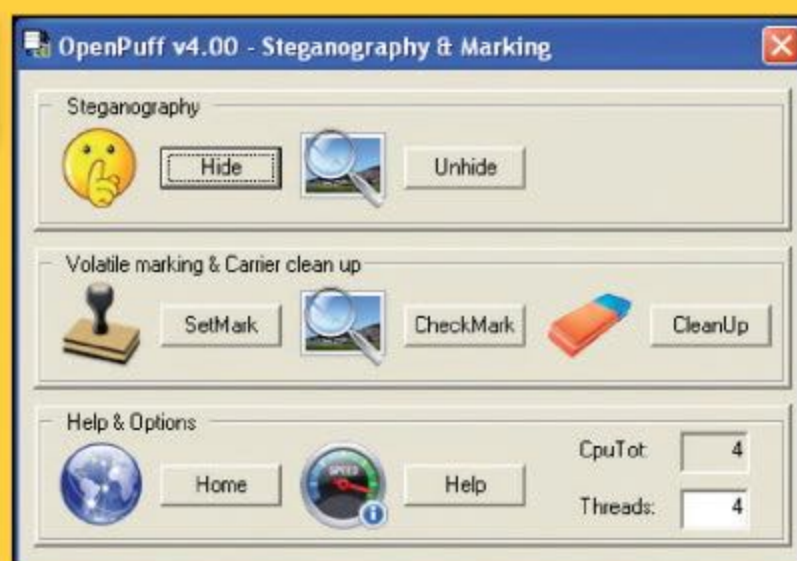 OpenPuff v4.00 - Steganography & Marking
Steganography
Hide
Unhide
Volatile marking & Carrier clean up
SetMark
CheckMark
CleanUp
Help & Options
Home
SPEED
Help
CpuTot: 4
Threads: 4